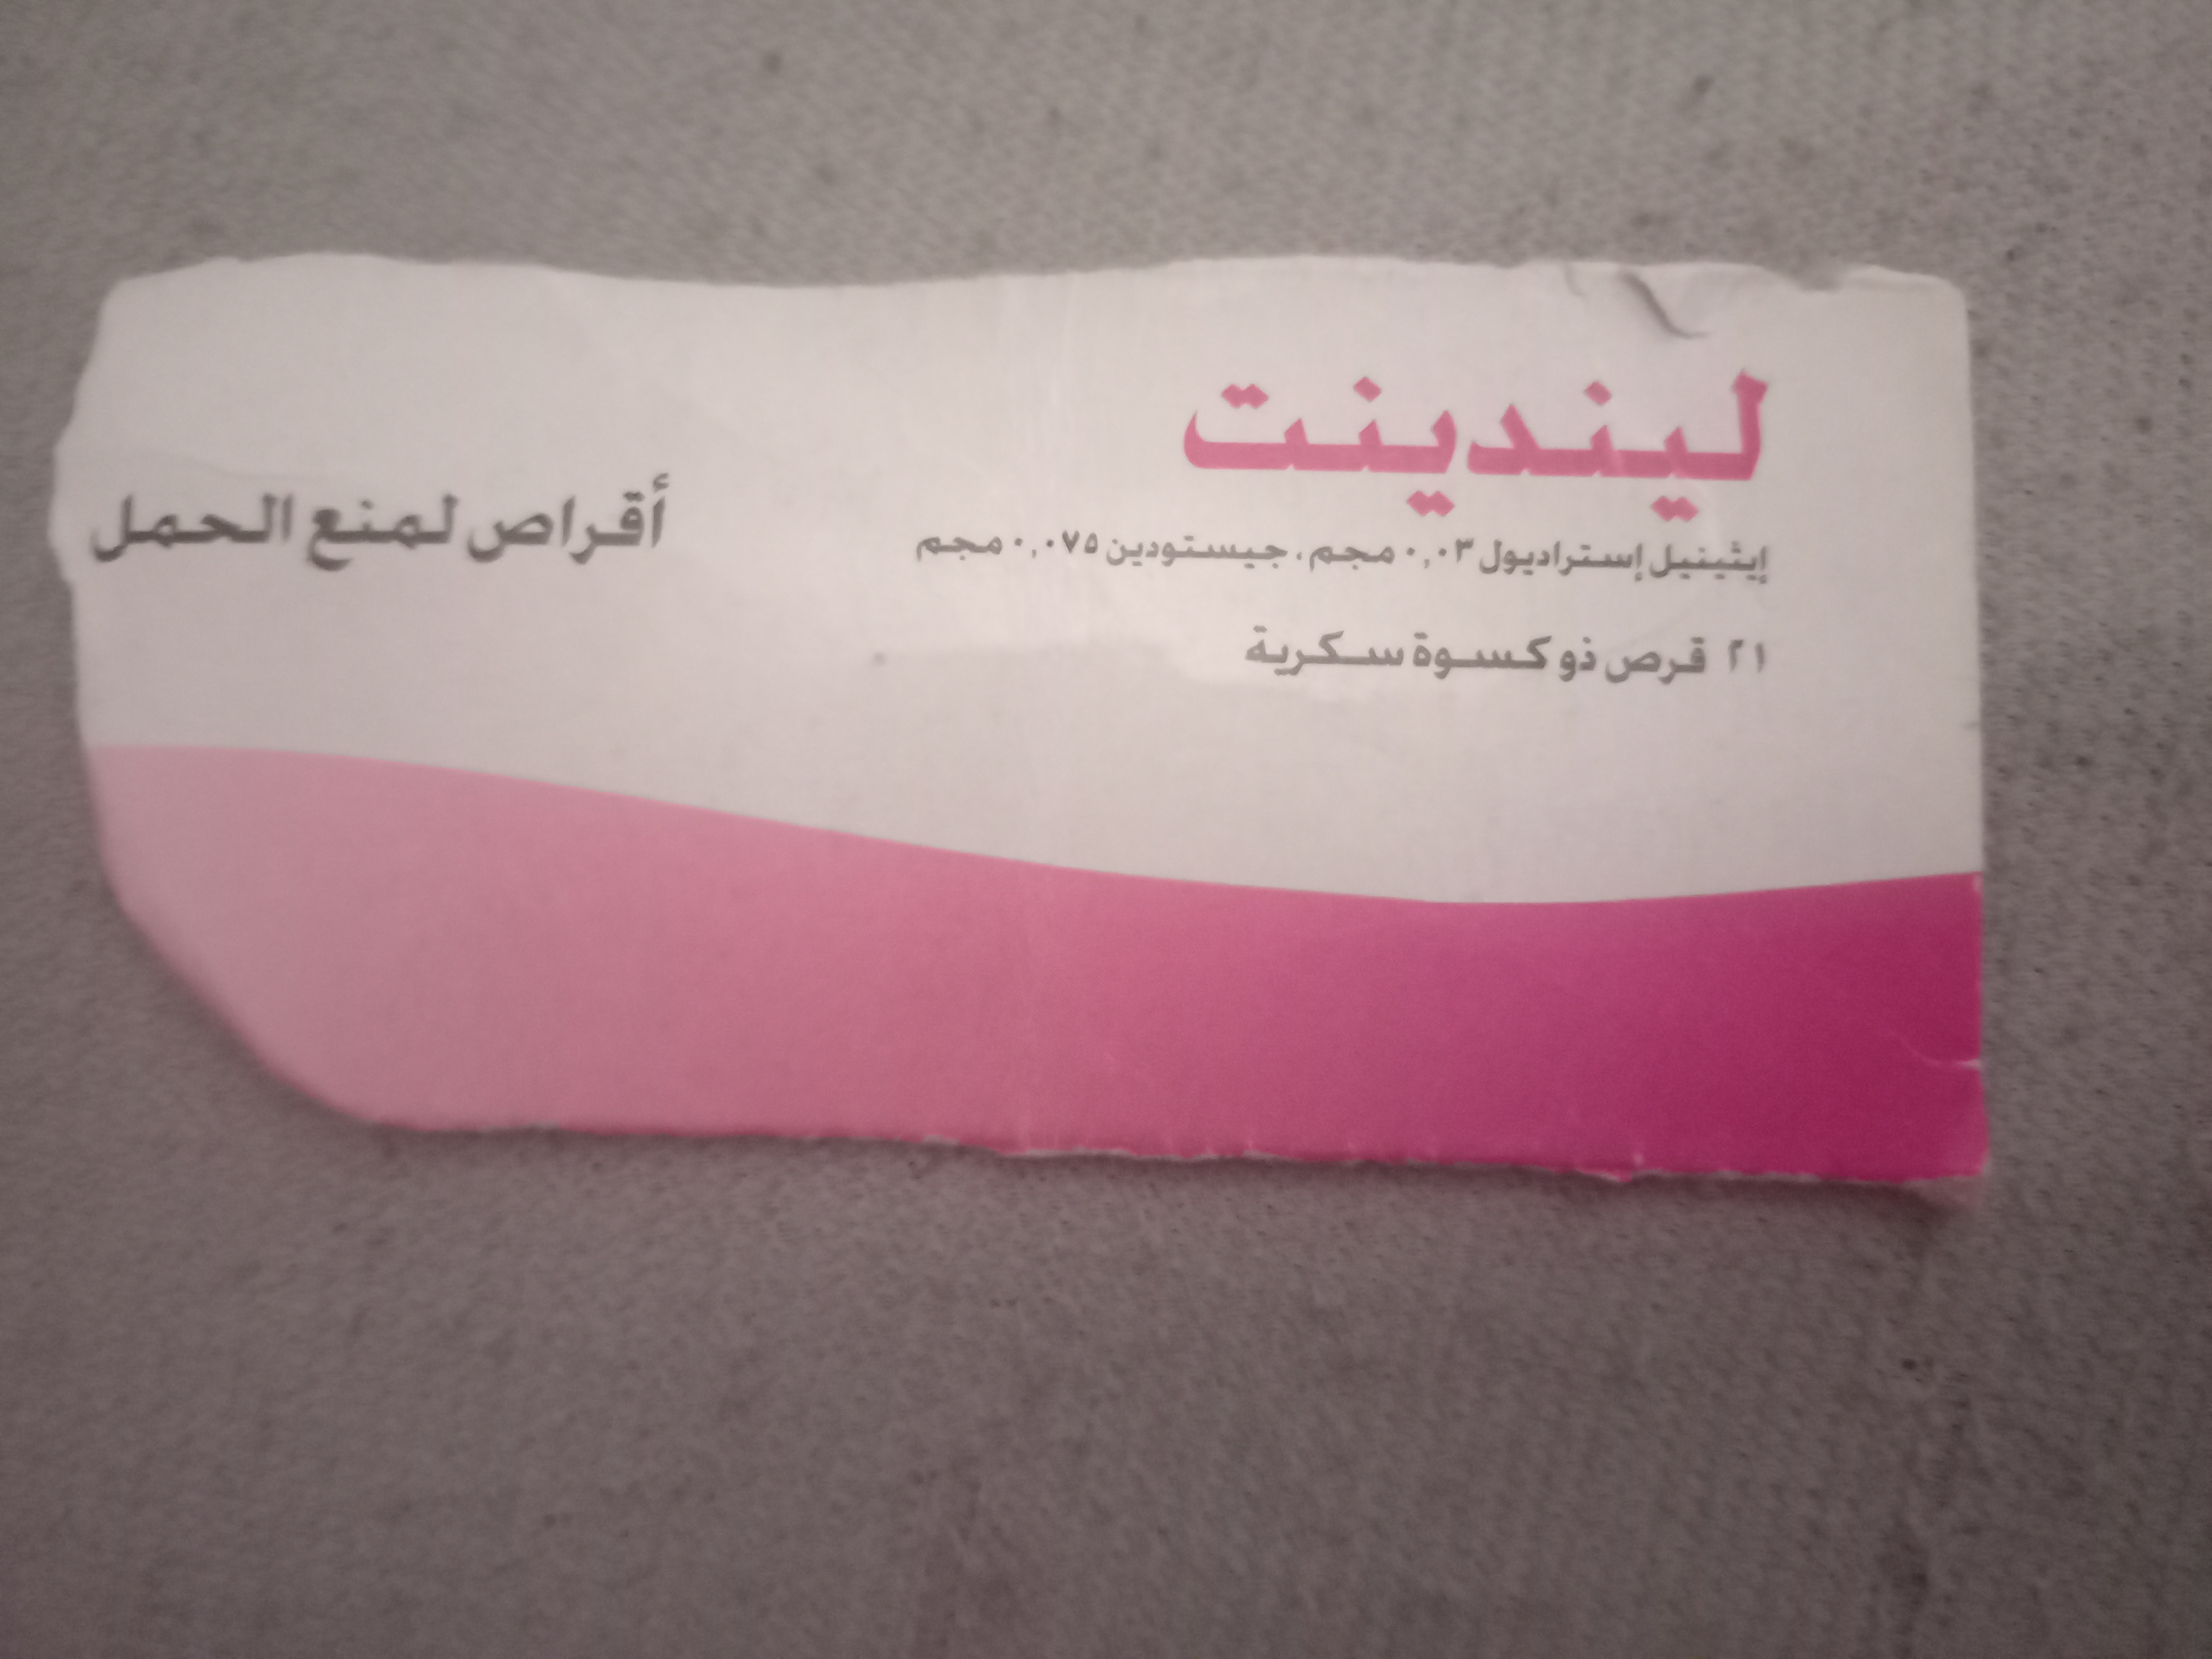 ليندينت
إيثينيل إستراديول ٠,٠٣ مجم، جيستودين ٠,٠٧٥ مجم
أقراص لمنع الحمل
٢١ قرص ذو كسوة سكرية